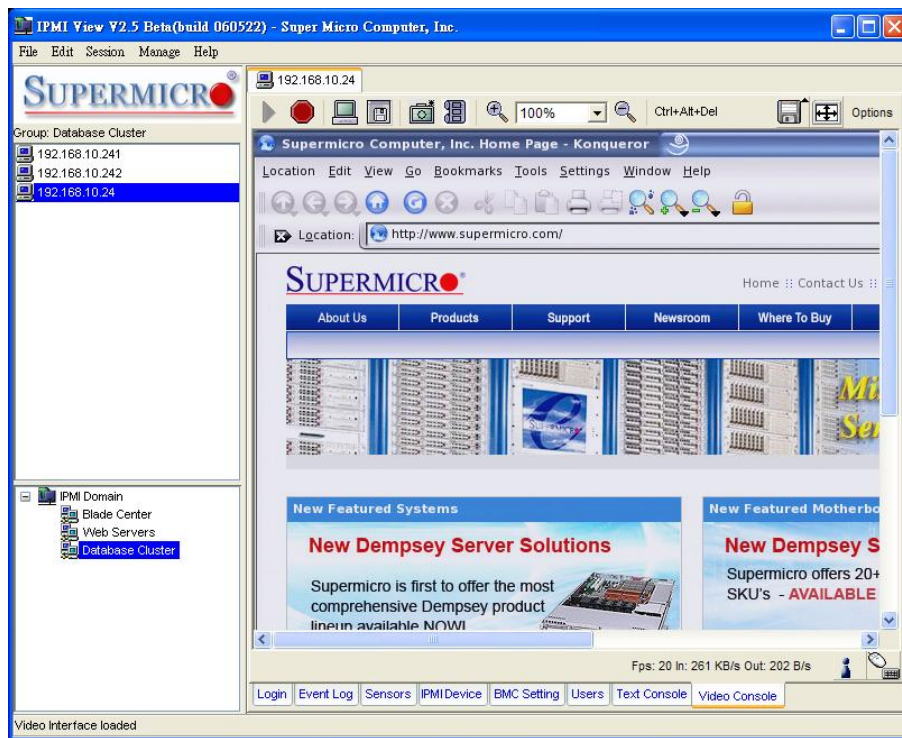 IPMI View V2.5 Beta(build 060522) - Super Micro Computer, Inc.
File Edit Session Manage Help
SUPERMICRO®
Group: Database Cluster
192.168.10.241
192.168.10.242
192.168.10.24
IPMI Domain
Blade Center
Web Servers
Database Cluster
192.168.10.24
100%
Ctrl+Alt+Del
Options
Supermicro Computer, Inc. Home Page - Konqueror
Location Edit View Go Bookmarks Tools Settings Window Help
Location: http://www.supermicro.com/
SUPERMICRO®
Home :: Contact Us ::
About Us Products Support Newsroom Where To Buy
New Featured Systems
New Dempsey Server Solutions
Supermicro is first to offer the most
comprehensive Dempsey product
lineup available NOW!
New Featured Motherbo
New Dempsey S
Supermicro offers 20+
SKU's - AVAILABLE
Fps: 20 In: 261 KB/s Out: 202 B/s
Login Event Log Sensors IPMI Device BMC Setting Users Text Console Video Console
Video Interface loaded